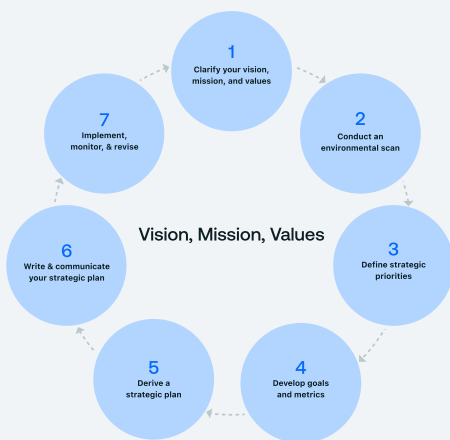 1
Clarify your vision,
mission, and values
2
Conduct an
environmental scan
3
Define strategic
priorities
4
Develop goals
and metrics
5
Derive a
strategic plan
6
Write & communicate
your strategic plan
7
Implement,
monitor, & revise
Vision, Mission, Values